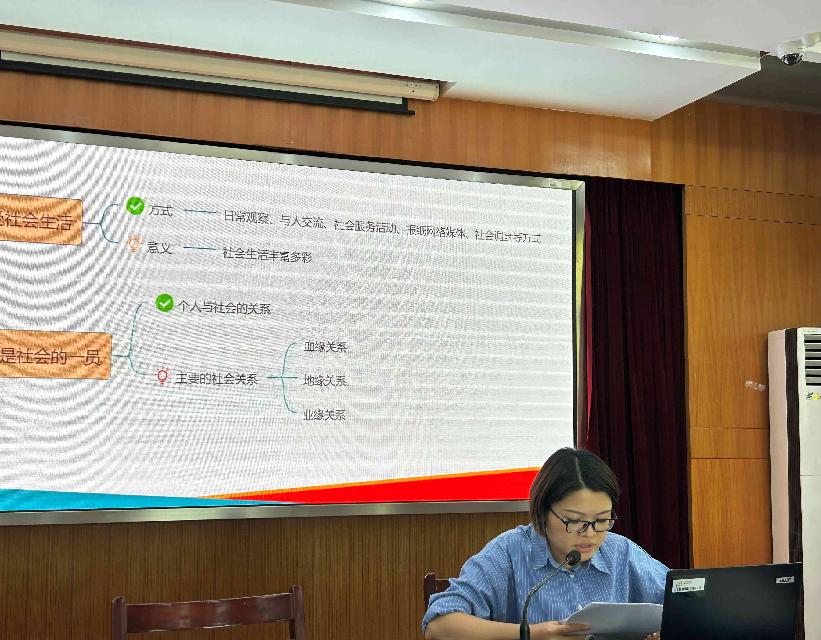 社会生活
方式
日常观察、与人交流、社会服务活动、报纸网络媒体、社会调查等方式
意义
社会生活丰富多彩
个人与社会的关系
是社会的一员
主要的社会关系
血缘关系
地缘关系
业缘关系